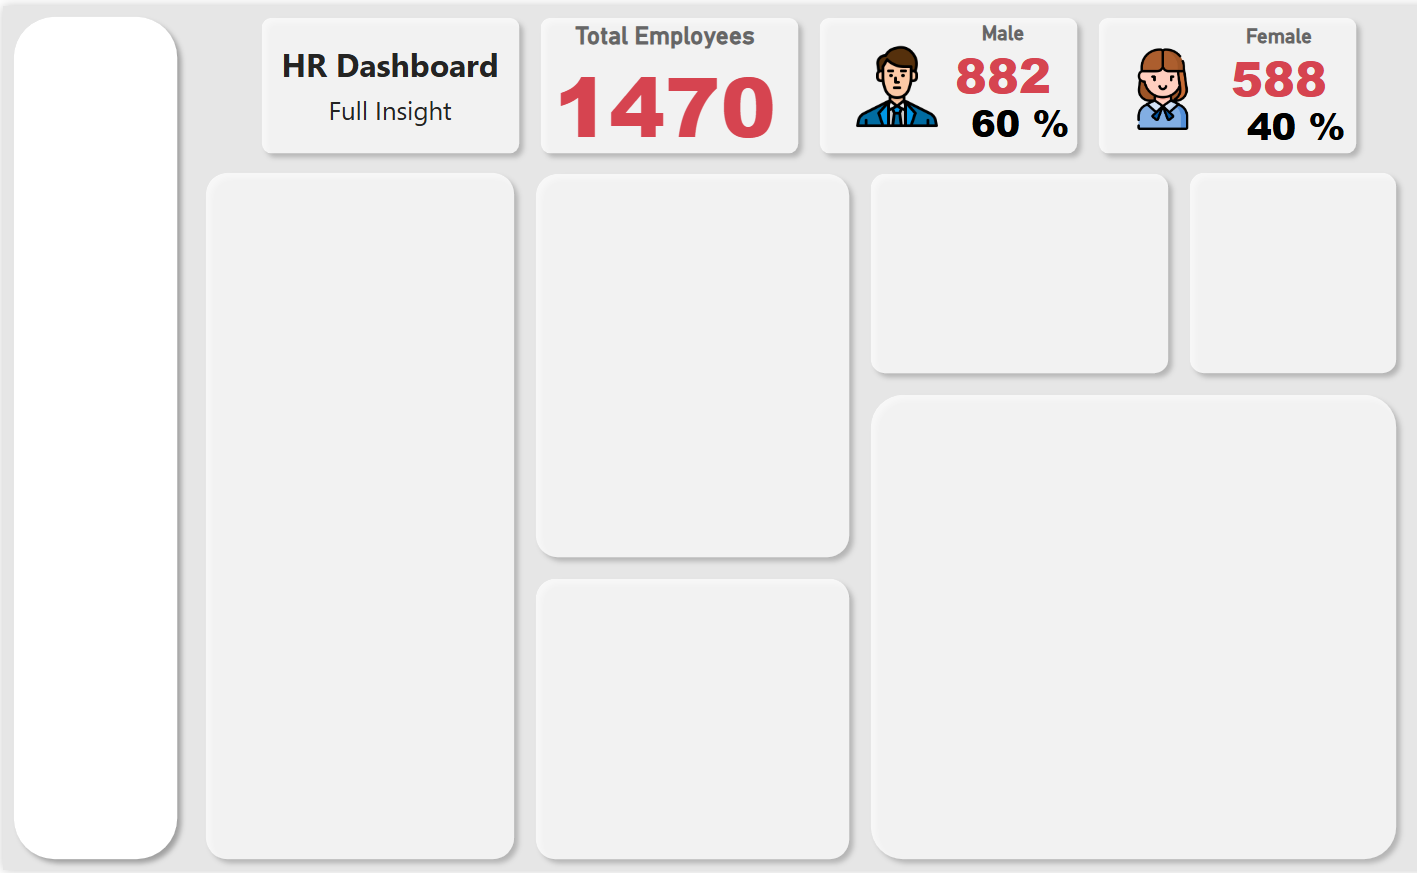 HR Dashboard
Full Insight
Total Employees
1470
Male
882
60 %
Female
588
40 %